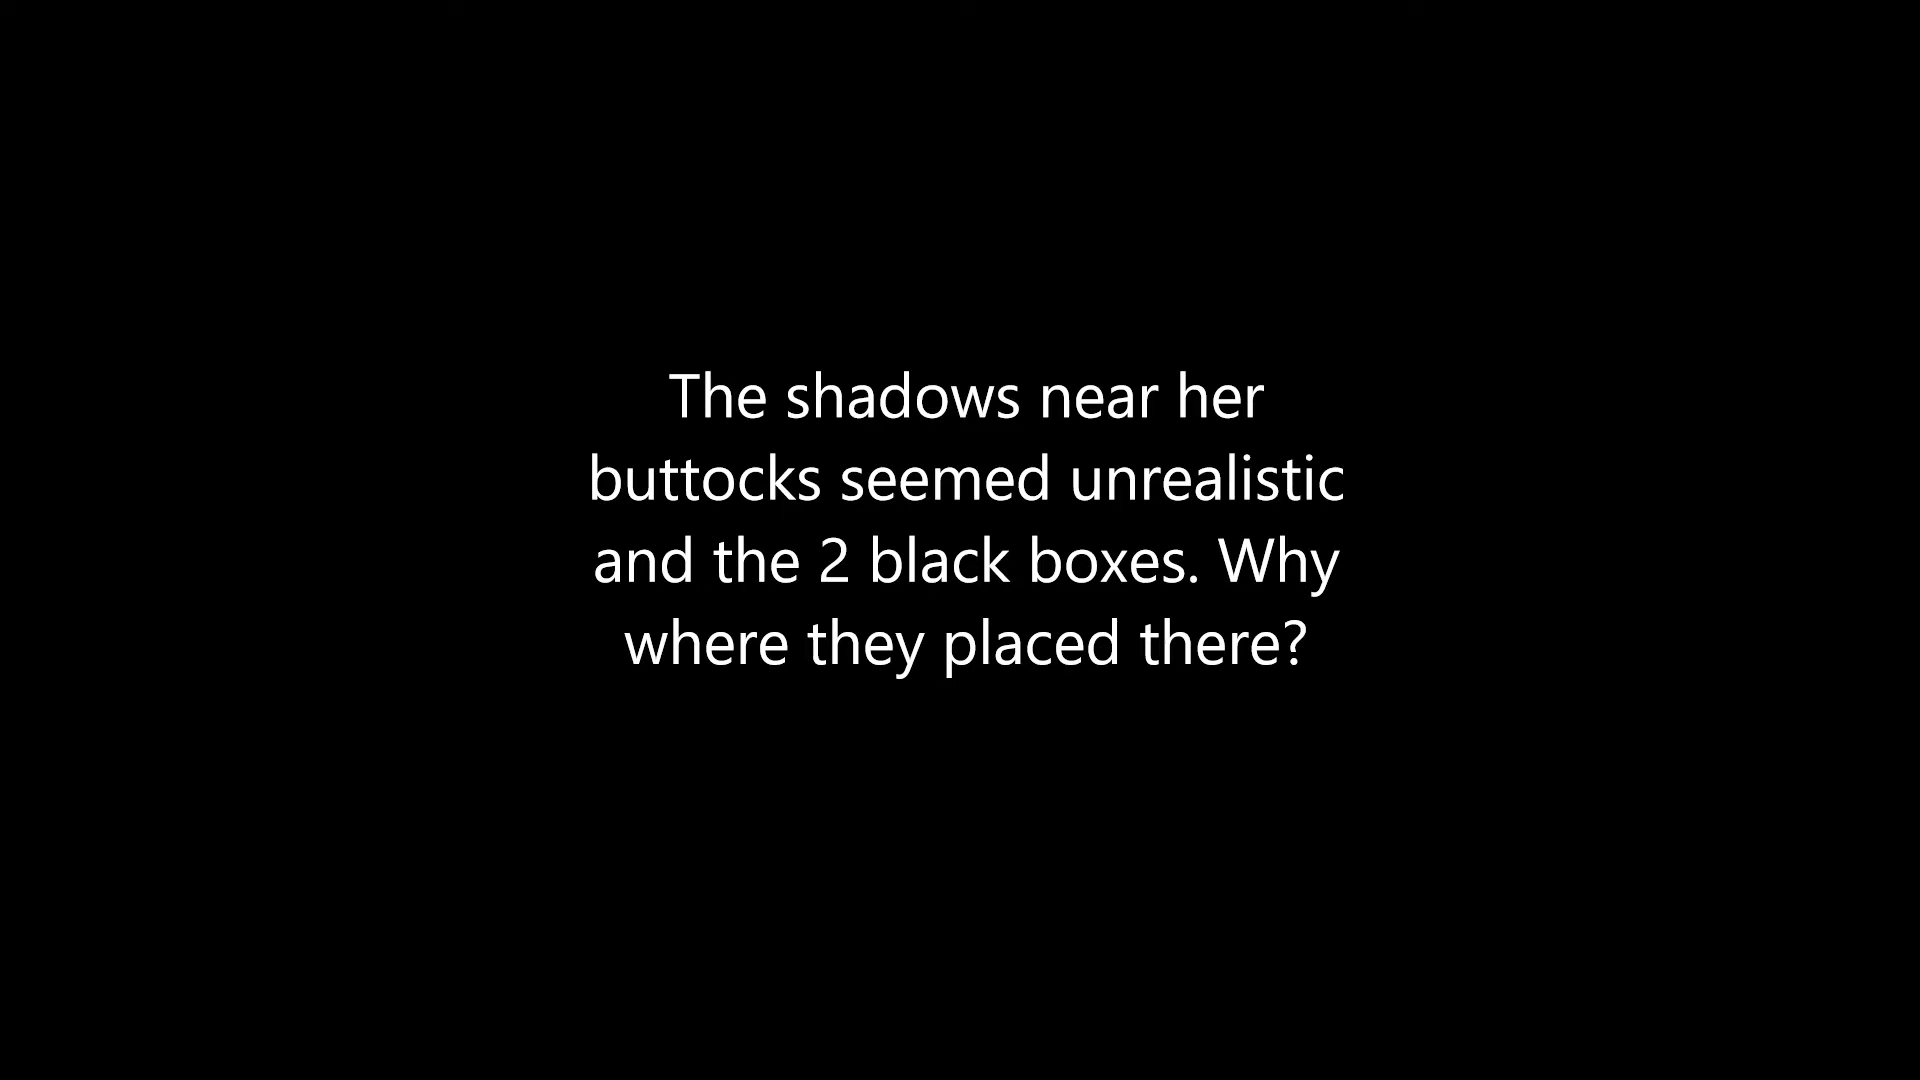 The shadows near her
buttocks seemed unrealistic
and the 2 black boxes. Why
where they placed there?